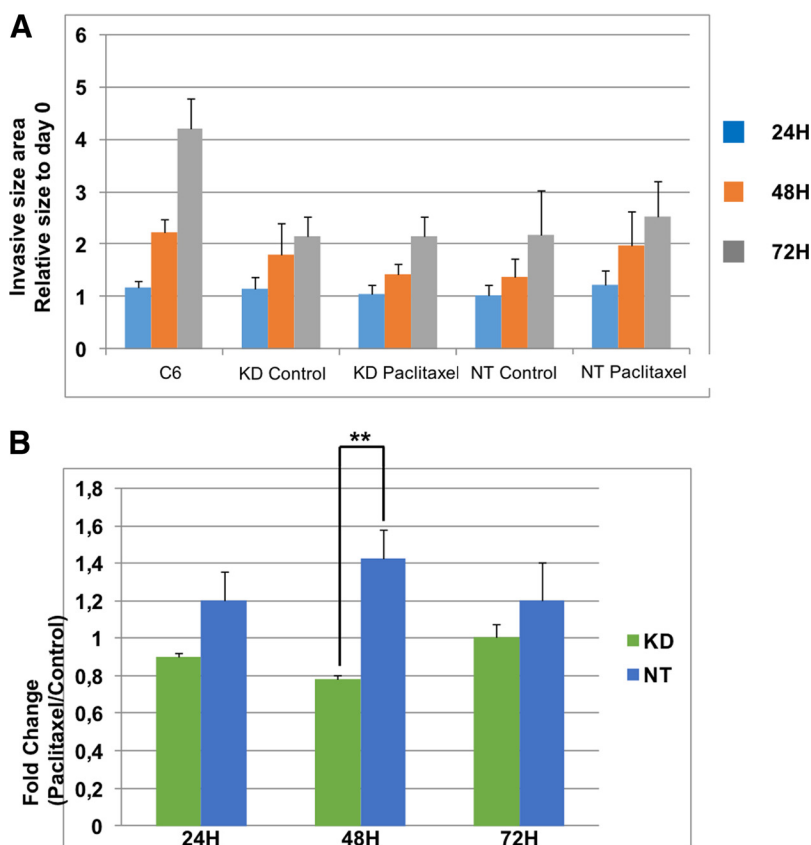 A
Invasive size area
Relative size to day 0
6
5
4
3
2
1
0
C6
KD Control
KD Paclitaxel
NT Control
NT Paclitaxel
24H
48H
72H
B
**
Fold Change
(Paclitaxel/Control)
1,8
1,6
1,4
1,2
1
0,8
0,6
0,4
0,2
0
24H
48H
72H
KD
NT